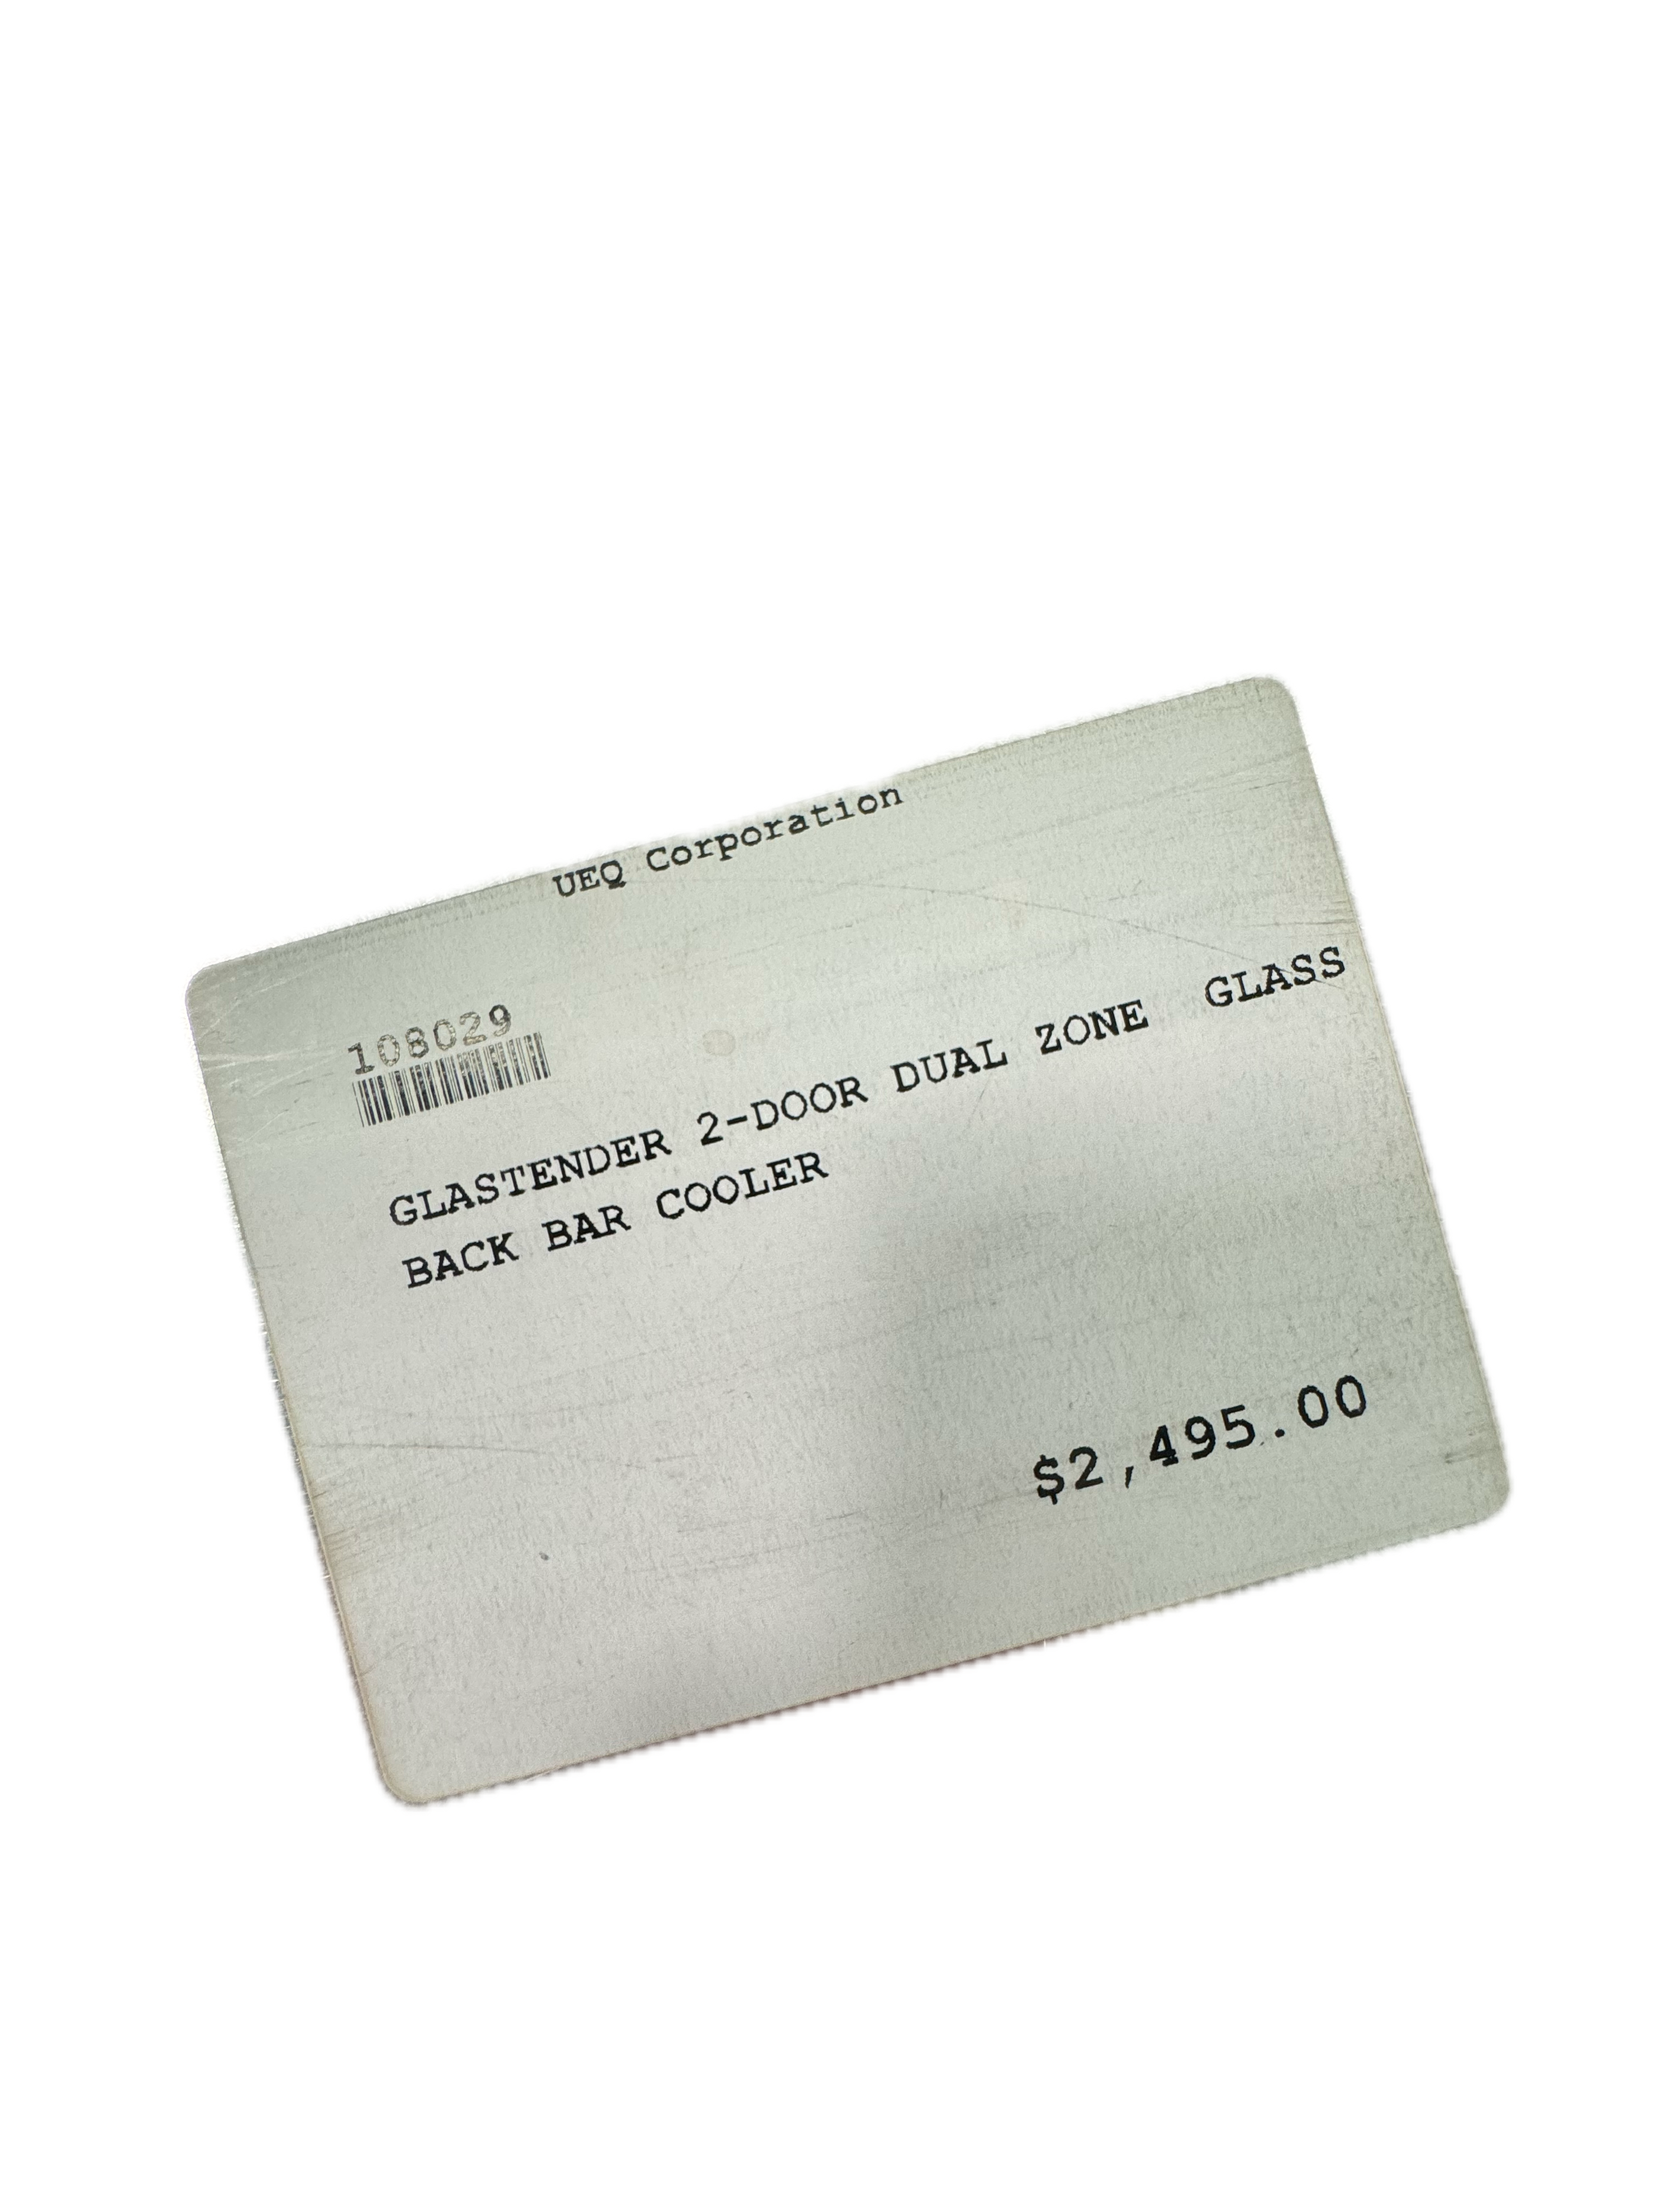 UEQ Corporation
108029
GLASTENDER 2-DOOR DUAL ZONE  GLASS
BACK BAR COOLER
$2,495.00